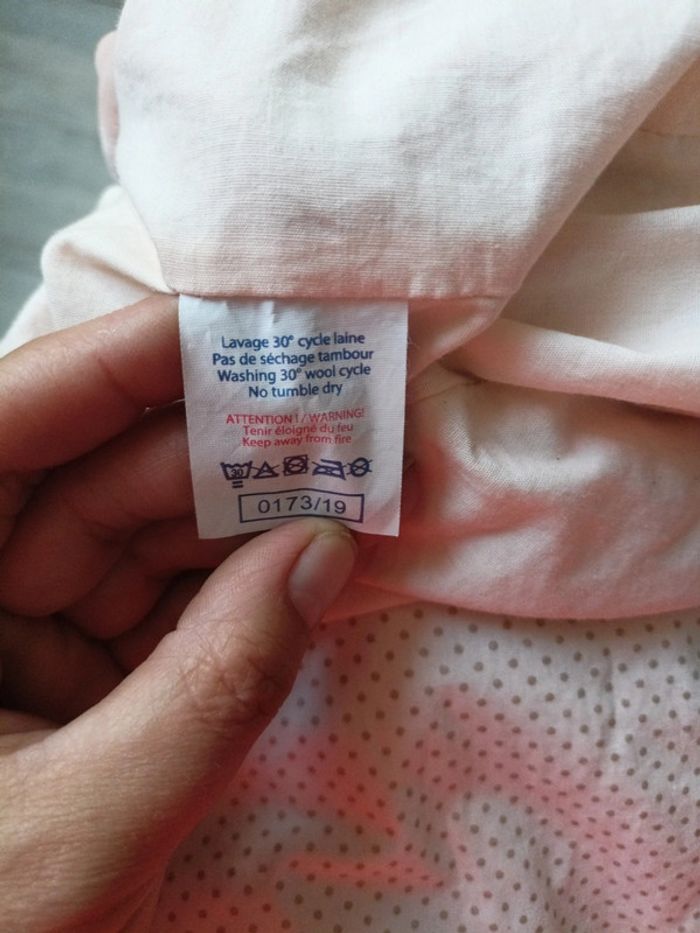 Lavage 30° cycle laine
Pas de séchage tambour
Washing 30° wool cycle
No tumble dry
ATTENTION ! / WARNING!
Tenir éloigné du feu
Keep away from fire
30
0173/19